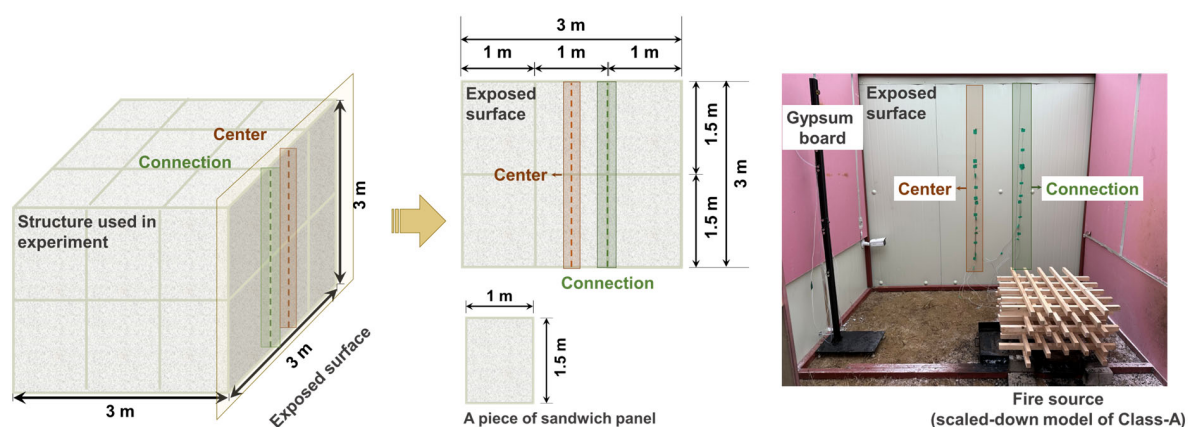 Structure used in
experiment
Connection
Center
3 m
3 m
3 m
Exposed surface
3 m
1 m
1 m
1 m
Exposed
surface
Center
Connection
1.5 m
1.5 m
3 m
1 m
1.5 m
A piece of sandwich panel
Exposed
surface
Gypsum
board
Center
Connection
Fire source
(scaled-down model of Class-A)